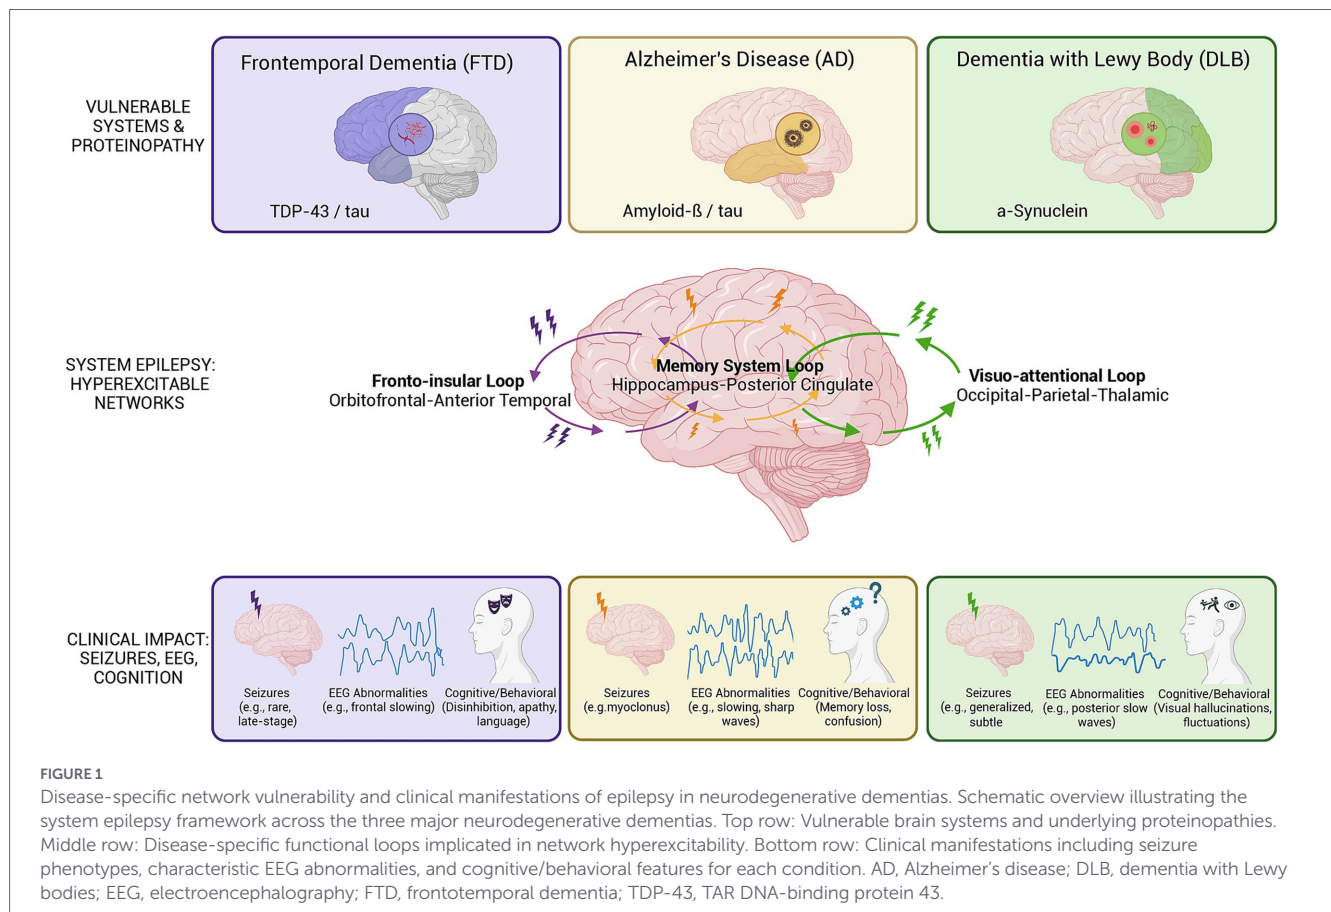 Frontemporal Dementia (FTD)
Alzheimer's Disease (AD)
Dementia with Lewy Body (DLB)
VULNERABLE
SYSTEMS &
PROTEINOPATHY
TDP-43 / tau
Amyloid-ß / tau
a-Synuclein
SYSTEM EPILEPSY:
HYPEREXCITABLE
NETWORKS
Fronto-insular Loop
Orbitofrontal-Anterior Temporal
Memory System Loop
Hippocampus-Posterior Cingulate
Visuo-attentional Loop
Occipital-Parietal-Thalamic
CLINICAL IMPACT:
SEIZURES, EEG,
COGNITION
Seizures
(e.g., rare,
late-stage)
EEG Abnormalities
(e.g., frontal slowing)
Cognitive/Behavioral
(Disinhibition, apathy,
language)
?
Seizures
(e.g.myoclonus)
EEG Abnormalities
(e.g., slowing, sharp
waves)
Cognitive/Behavioral
(Memory loss,
confusion)
Seizures
(e.g., generalized,
subtle
EEG Abnormalities
(e.g., posterior slow
waves)
Cognitive/Behavioral
(Visual hallucinations,
fluctuations)
FIGURE 1
Disease-specific network vulnerability and clinical manifestations of epilepsy in neurodegenerative dementias. Schematic overview illustrating the
system epilepsy framework across the three major neurodegenerative dementias. Top row: Vulnerable brain systems and underlying proteinopathies.
Middle row: Disease-specific functional loops implicated in network hyperexcitability. Bottom row: Clinical manifestations including seizure
phenotypes, characteristic EEG abnormalities, and cognitive/behavioral features for each condition. AD, Alzheimer's disease; DLB, dementia with Lewy
bodies; EEG, electroencephalography; FTD, frontotemporal dementia; TDP-43, TAR DNA-binding protein 43.